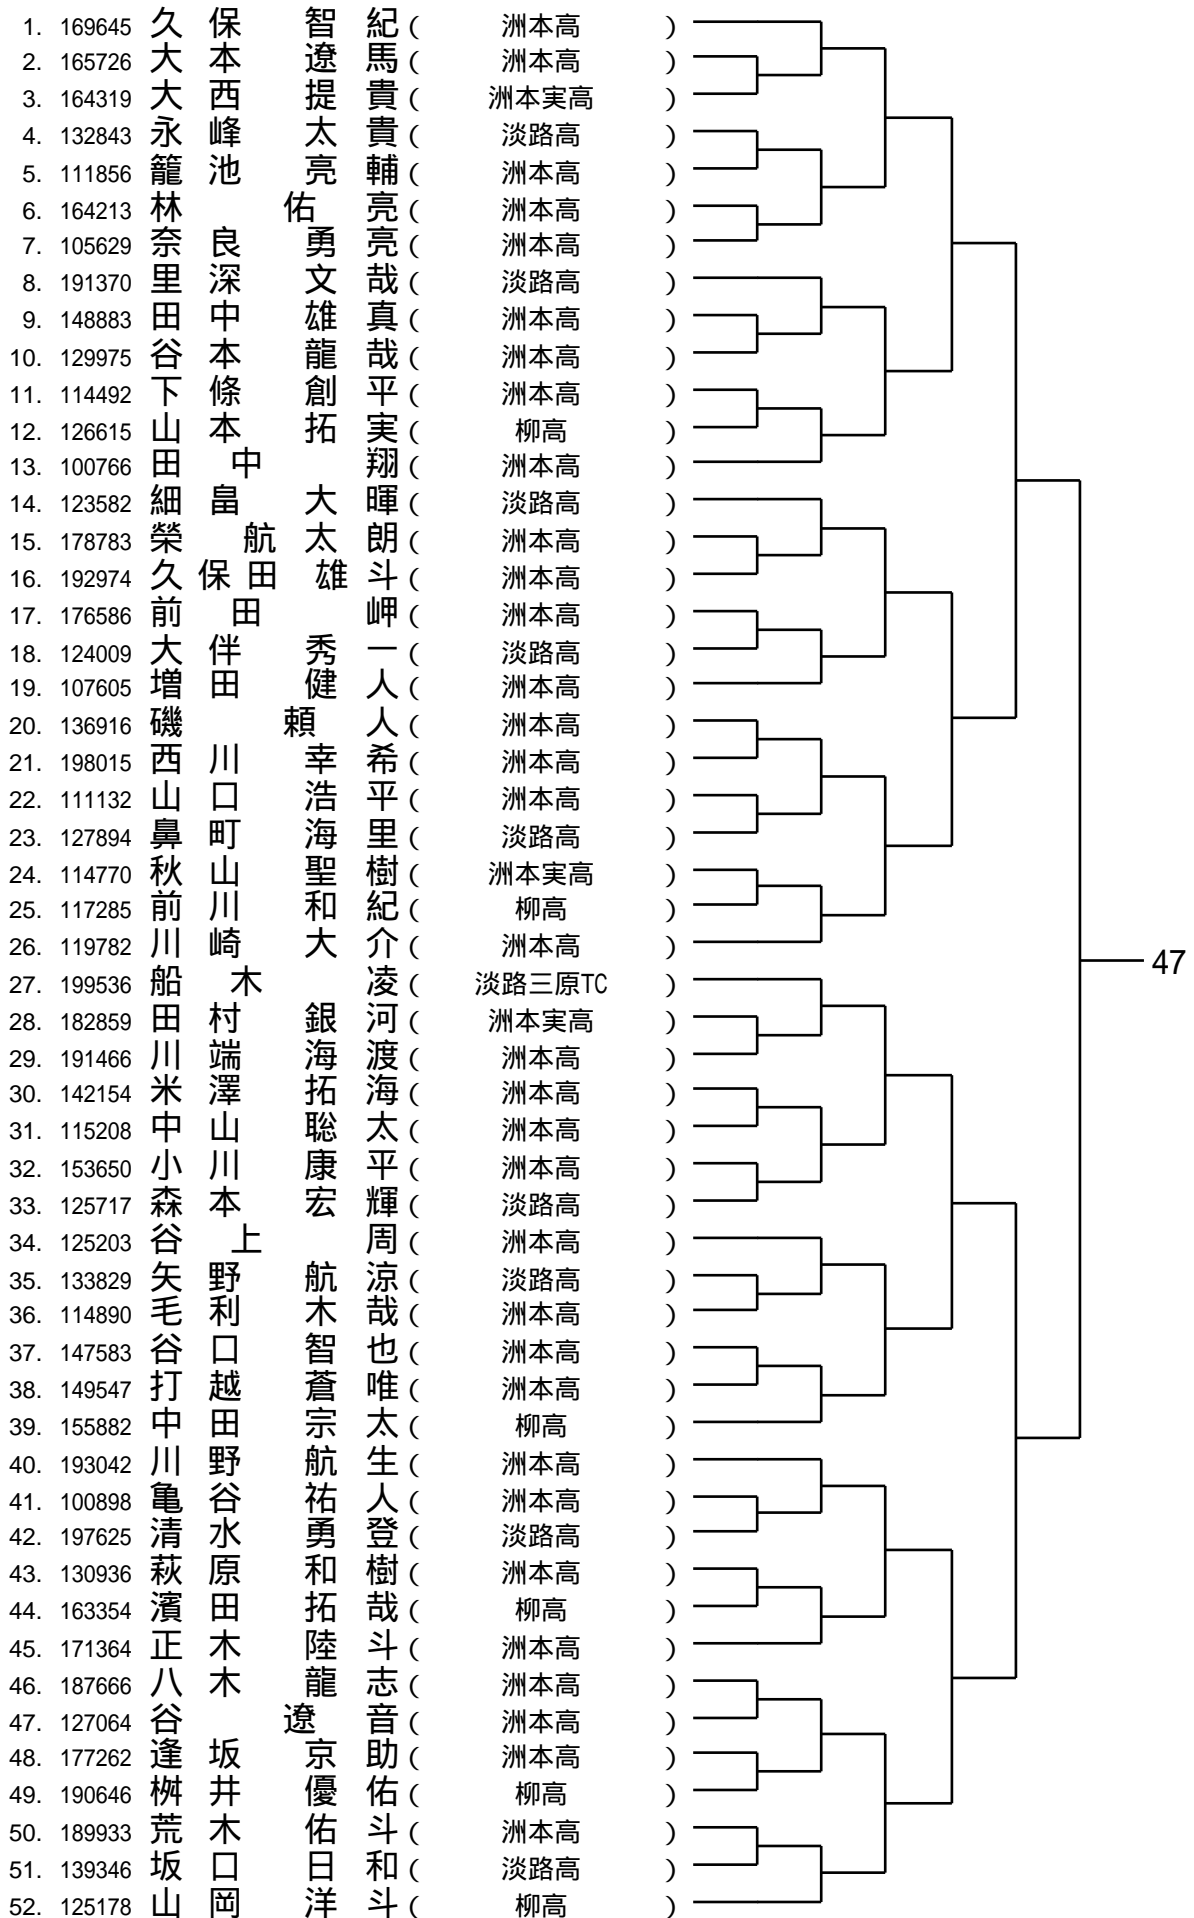 1. 169645 久保 智紀 ( 洲本高 )
2. 165726 大本 遼馬 ( 洲本高 )
3. 164319 大西 提貴 ( 洲本実高 )
4. 132843 永峰 太貴 ( 淡路高 )
5. 111856 籠池 亮輔 ( 洲本高 )
6. 164213 林 佑亮 ( 洲本高 )
7. 105629 奈良 勇亮 ( 洲本高 )
8. 191370 里深 文哉 ( 淡路高 )
9. 148883 田中 雄真 ( 洲本高 )
10. 129975 谷本 龍哉 ( 洲本高 )
11. 114492 下條 創平 ( 洲本高 )
12. 126615 山本 拓実 ( 柳高 )
13. 100766 田中 翔 ( 洲本高 )
14. 123582 細畠 大暉 ( 淡路高 )
15. 178783 榮 航太朗 ( 洲本高 )
16. 192974 久保田 雄斗 ( 洲本高 )
17. 176586 前田 岬 ( 洲本高 )
18. 124009 大伴 秀一 ( 淡路高 )
19. 107605 増田 健人 ( 洲本高 )
20. 136916 磯 頼人 ( 洲本高 )
21. 198015 西川 幸希 ( 洲本高 )
22. 111132 山口 浩平 ( 洲本高 )
23. 127894 鼻町 海里 ( 淡路高 )
24. 114770 秋山 聖樹 ( 洲本実高 )
25. 117285 前川 和紀 ( 柳高 )
26. 119782 川崎 大介 ( 洲本高 )
27. 199536 船木 凌 ( 淡路三原TC )
28. 182859 田村 銀河 ( 洲本実高 )
29. 191466 川端 海渡 ( 洲本高 )
30. 142154 米澤 拓海 ( 洲本高 )
31. 115208 中山 聡太 ( 洲本高 )
32. 153650 小川 康平 ( 洲本高 )
33. 125717 森本 宏輝 ( 淡路高 )
34. 125203 谷上 周 ( 洲本高 )
35. 133829 矢野 航涼 ( 淡路高 )
36. 114890 毛利 木哉 ( 洲本高 )
37. 147583 谷口 智也 ( 洲本高 )
38. 149547 打越 蒼唯 ( 洲本高 )
39. 155882 中田 宗太 ( 柳高 )
40. 193042 川野 航生 ( 洲本高 )
41. 100898 亀谷 祐人 ( 洲本高 )
42. 197625 清水 勇登 ( 淡路高 )
43. 130936 萩原 和樹 ( 洲本高 )
44. 163354 濱田 拓哉 ( 柳高 )
45. 171364 正木 陸斗 ( 洲本高 )
46. 187666 八木 龍志 ( 洲本高 )
47. 127064 谷 遼音 ( 洲本高 )
48. 177262 逢坂 京助 ( 洲本高 )
49. 190646 桝井 優佑 ( 柳高 )
50. 189933 荒木 佑斗 ( 洲本高 )
51. 139346 坂口 日和 ( 淡路高 )
52. 125178 山岡 洋斗 ( 柳高 )
47